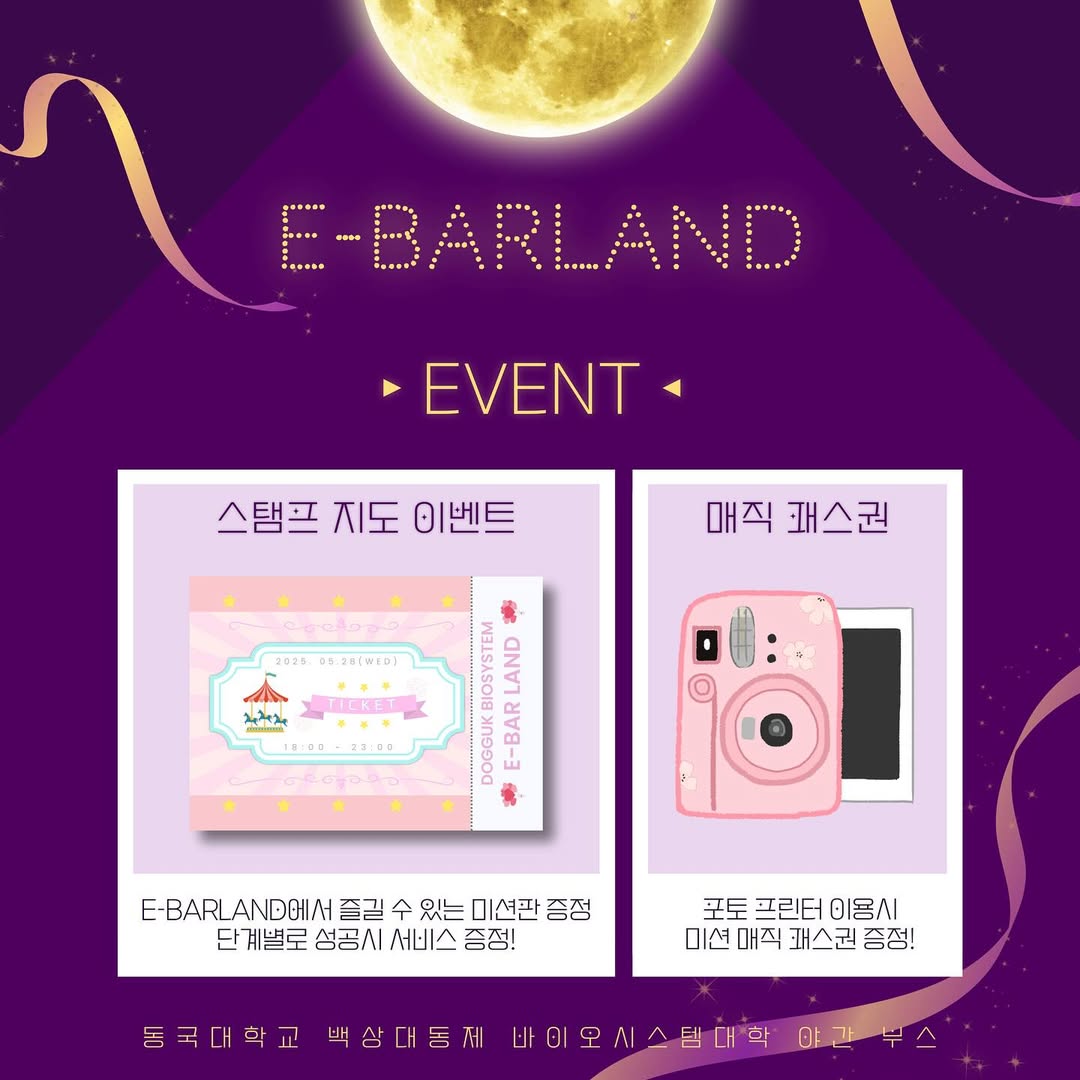 E-BARLAND
EVENT
스탬프 지도 이벤트
2025. 05.28(WED)
TICKET
18:00 - 23:00
DOGGUK BIOSYSTEM
E-BAR LAND
E-BARLAND에서 즐길 수 있는 미션판 증정
단계별로 성공시 서비스 증정!
매직 패스권
포토 프린터 이용시
미션 매직 패스권 증정!
동국대학교 백상대동제 바이오시스템대학 야간 부스